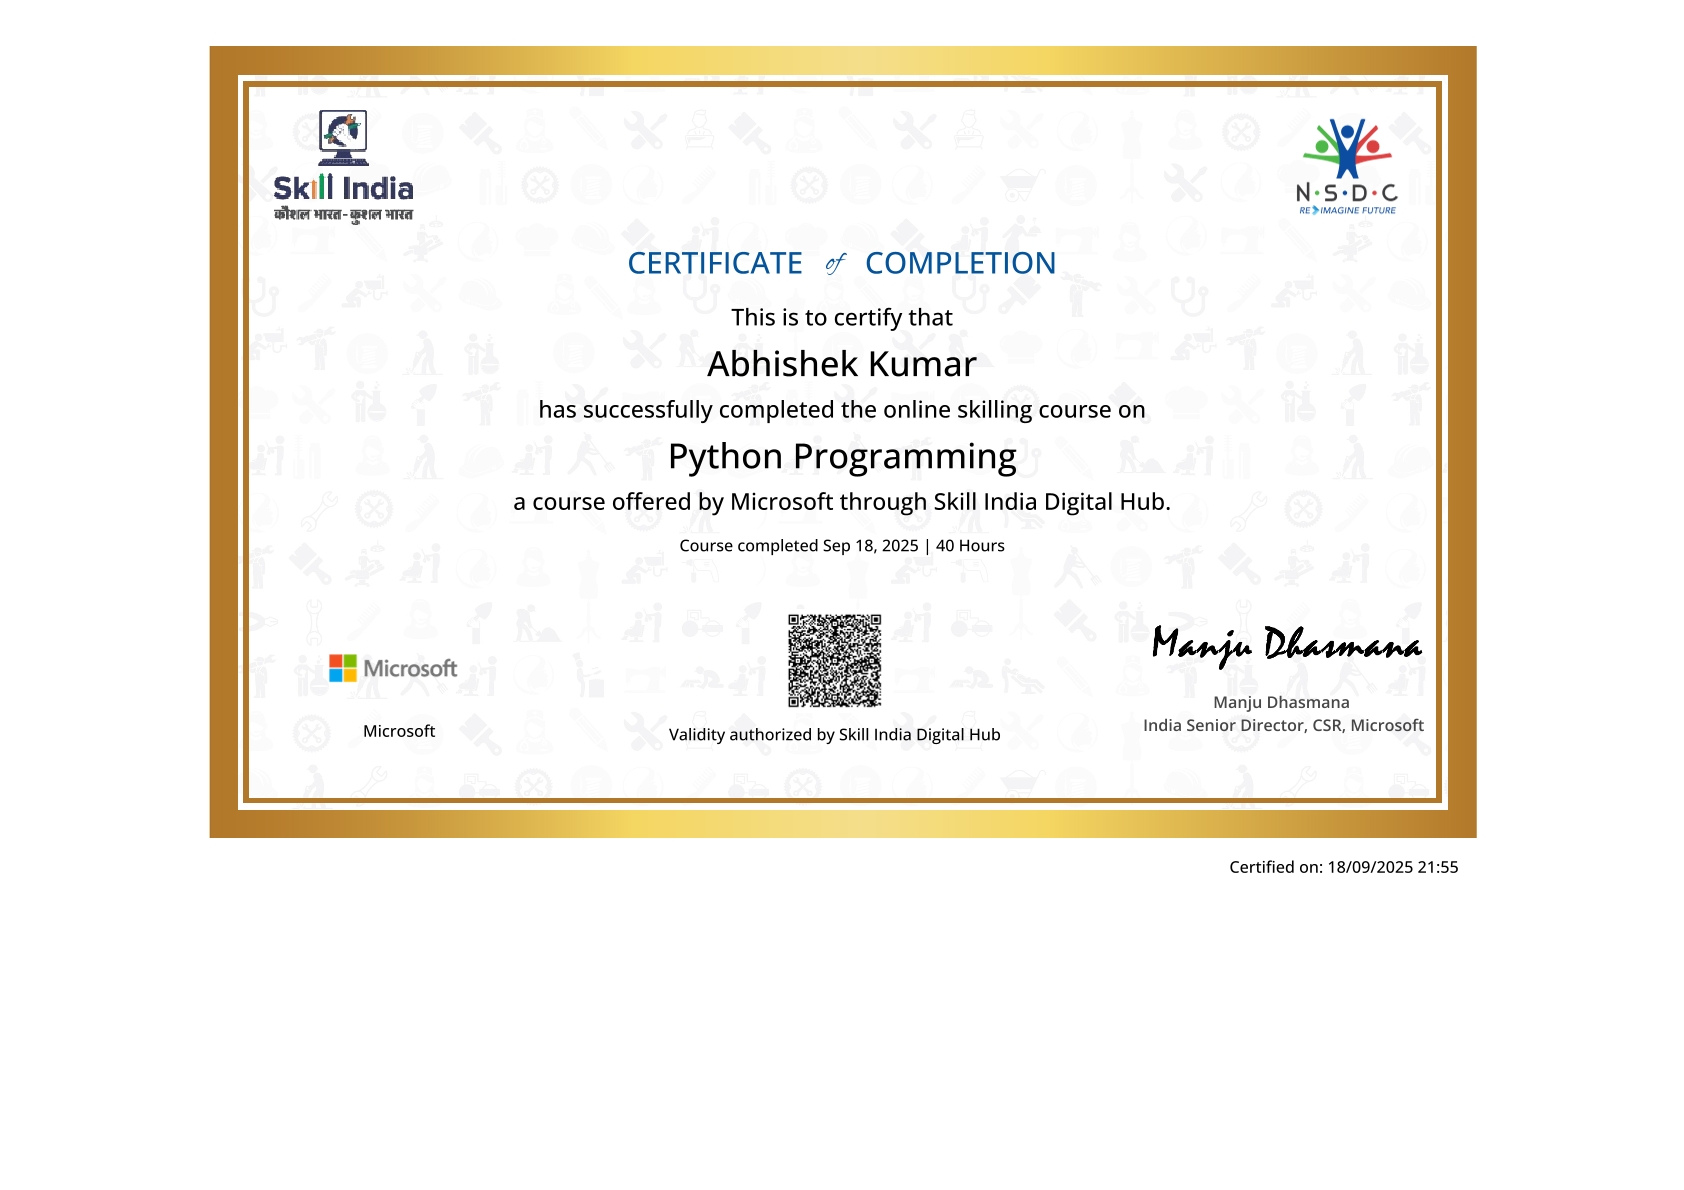 Skill India
कौशल भारत-कुशल भारत
N·S·D·C
RE IMAGINE FUTURE
CERTIFICATE of COMPLETION
This is to certify that
Abhishek Kumar
has successfully completed the online skilling course on
Python Programming
a course offered by Microsoft through Skill India Digital Hub.
Course completed Sep 18, 2025 | 40 Hours
Microsoft
Microsoft
Validity authorized by Skill India Digital Hub
Manju Dhasmana
Manju Dhasmana
India Senior Director, CSR, Microsoft
Certified on: 18/09/2025 21:55